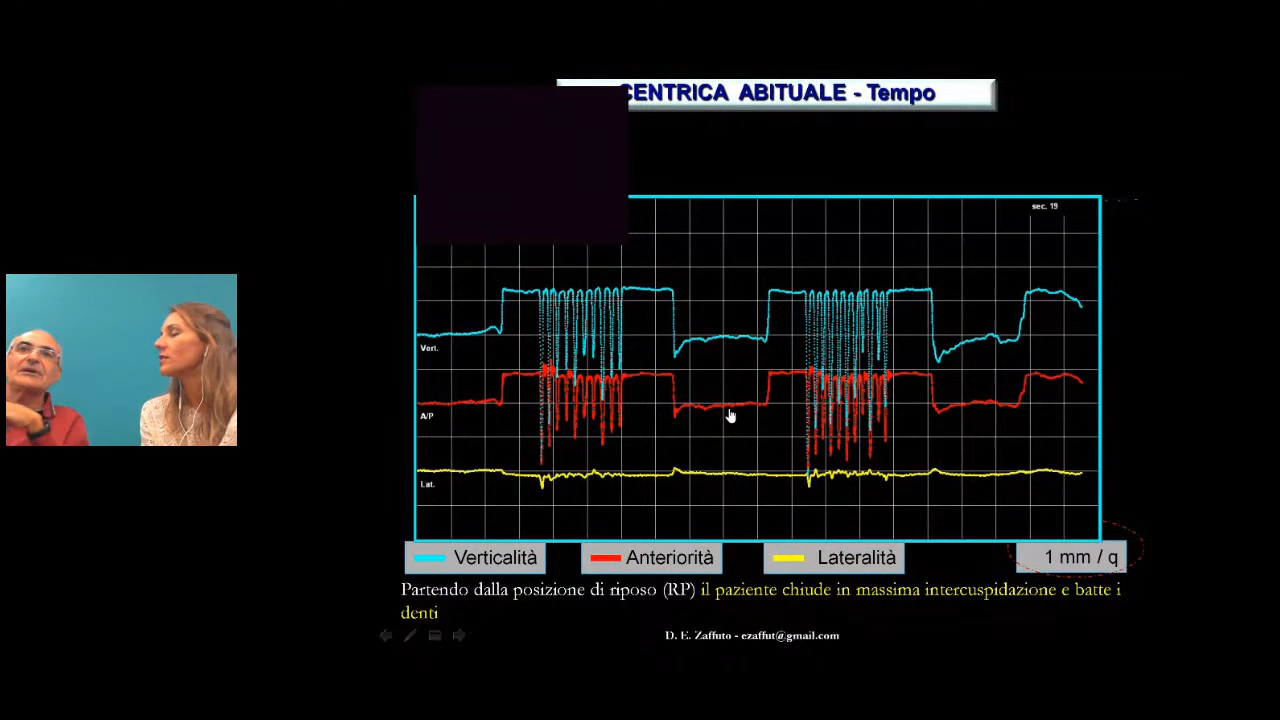 CENTRICA ABITUALE - Tempo
sec. 19
Vert.
A/P
Lat.
Verticalità
Anteriorità
Lateralità
1 mm / q
Partendo dalla posizione di riposo (RP) il paziente chiude in massima intercuspidazione e batte i
denti
D. E. Zaffuto - ezaffut@gmail.com